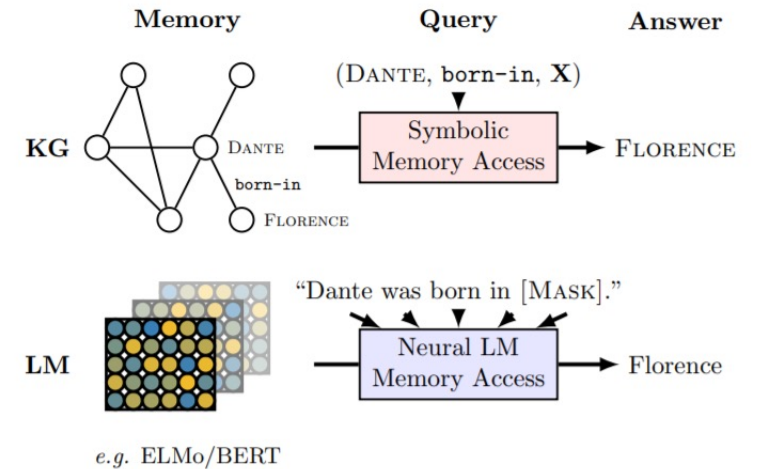 Memory Query Answer
(DANTE, born-in, X)
KG
DANTE
born-in
FLORENCE
Symbolic
Memory Access
FLORENCE
“Dante was born in [MASK].”
LM
Neural LM
Memory Access
Florence
e.g. ELMo/BERT